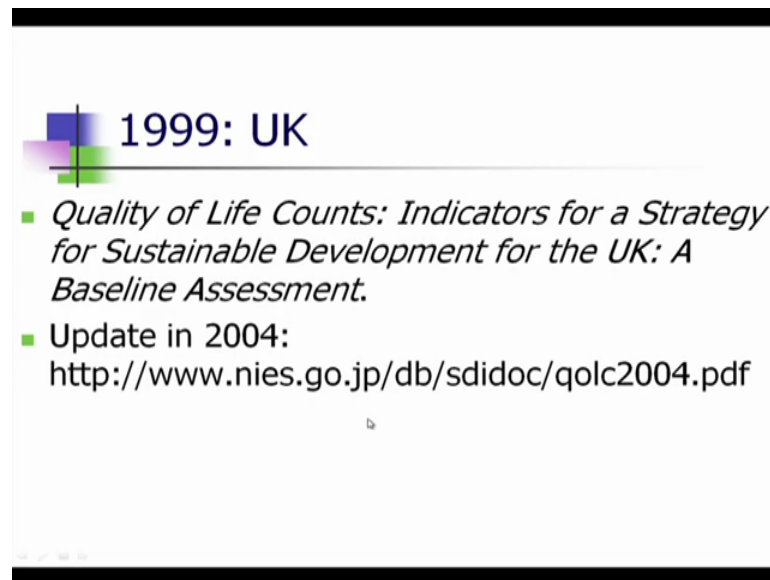 1999: UK
Quality of Life Counts: Indicators for a Strategy
for Sustainable Development for the UK: A
Baseline Assessment.
Update in 2004:
http://www.nies.go.jp/db/sdidoc/qolc2004.pdf